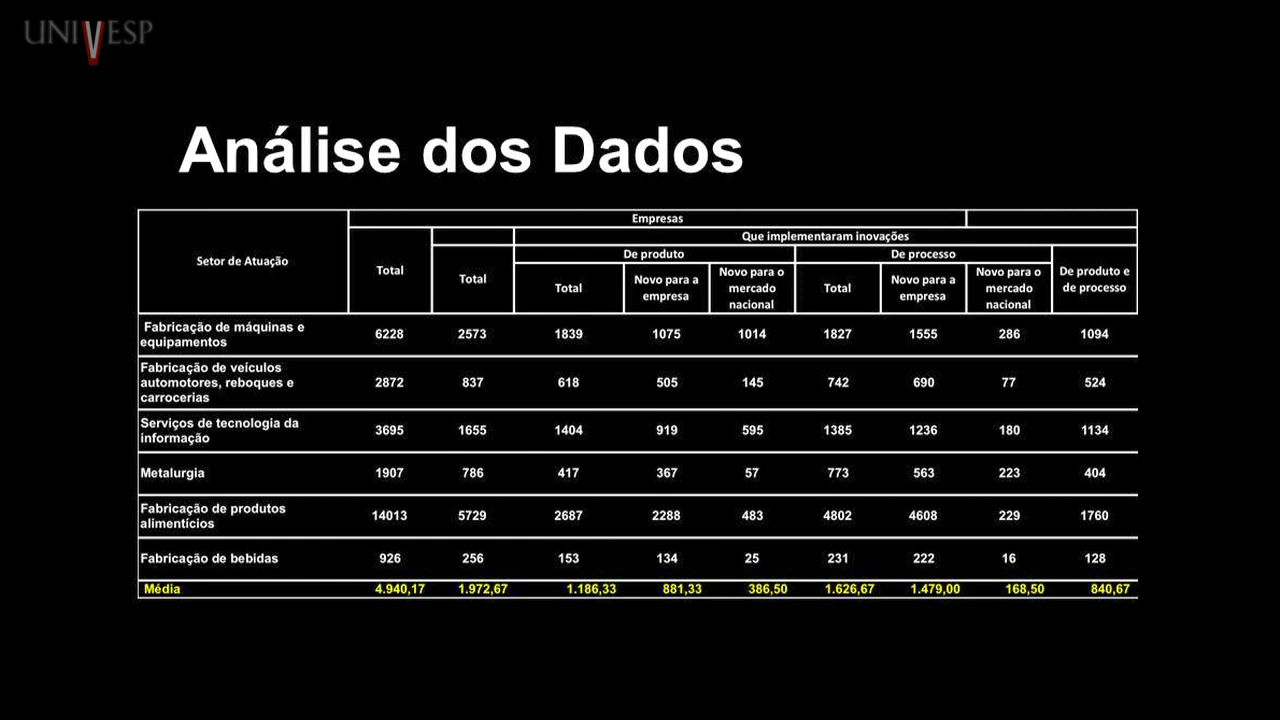 UNIVESP
Análise dos Dados
Empresas
Que implementaram inovações
De produto
De processo
Setor de Atuação
Total
Total
Total
Novo para a
empresa
Novo para o
mercado
nacional
Total
Novo para a
empresa
Novo para o
mercado
nacional
De produto e
de processo
Fabricação de máquinas e
equipamentos
6228 2573 1839 1075 1014 1827 1555 286 1094
Fabricação de veículos
automotores, reboques e
carrocerias
2872 837 618 505 145 742 690 77 524
Serviços de tecnologia da
informação
3695 1655 1404 919 595 1385 1236 180 1134
Metalurgia 1907 786 417 367 57 773 563 223 404
Fabricação de produtos
alimentícios
14013 5729 2687 2288 483 4802 4608 229 1760
Fabricação de bebidas 926 256 153 134 25 231 222 16 128
Média 4.940,17 1.972,67 1.186,33 881,33 386,50 1.626,67 1.479,00 168,50 840,67